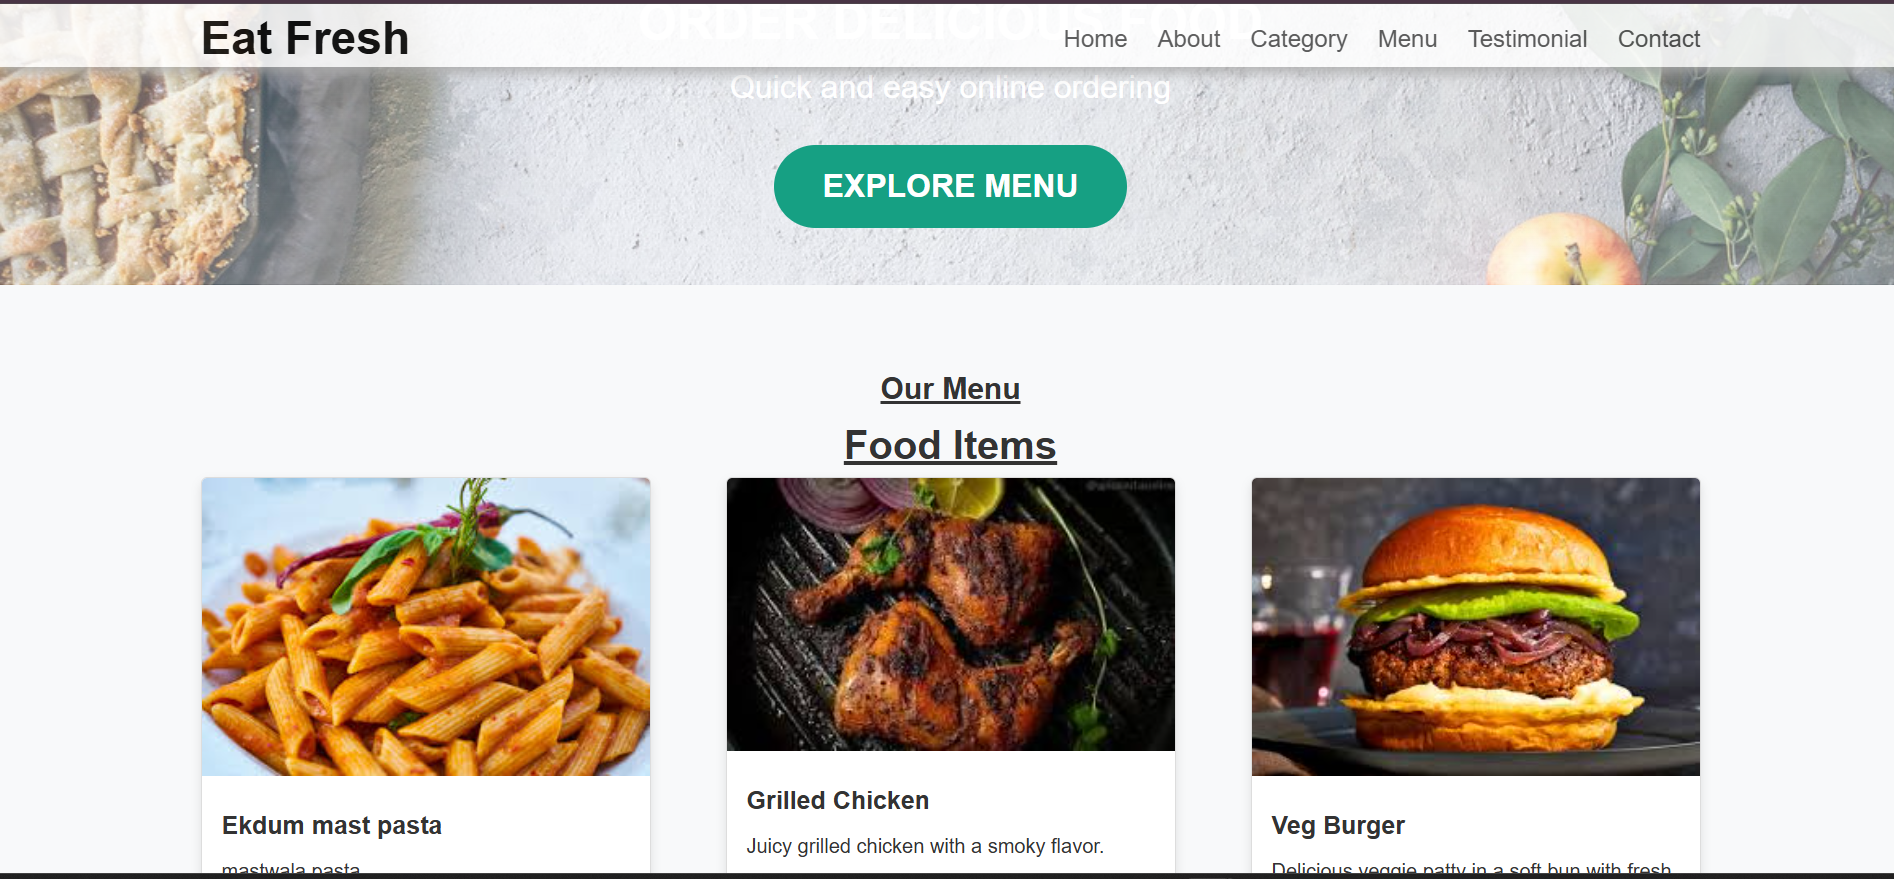 ORDER DELICIOUS FOOD
Eat Fresh
Home About Category Menu Testimonial Contact
Quick and easy online ordering
EXPLORE MENU
Our Menu
Food Items
Ekdum mast pasta
mastwala pasta
Grilled Chicken
Juicy grilled chicken with a smoky flavor.
Veg Burger
Delicious veggie patty in a soft bun with fresh